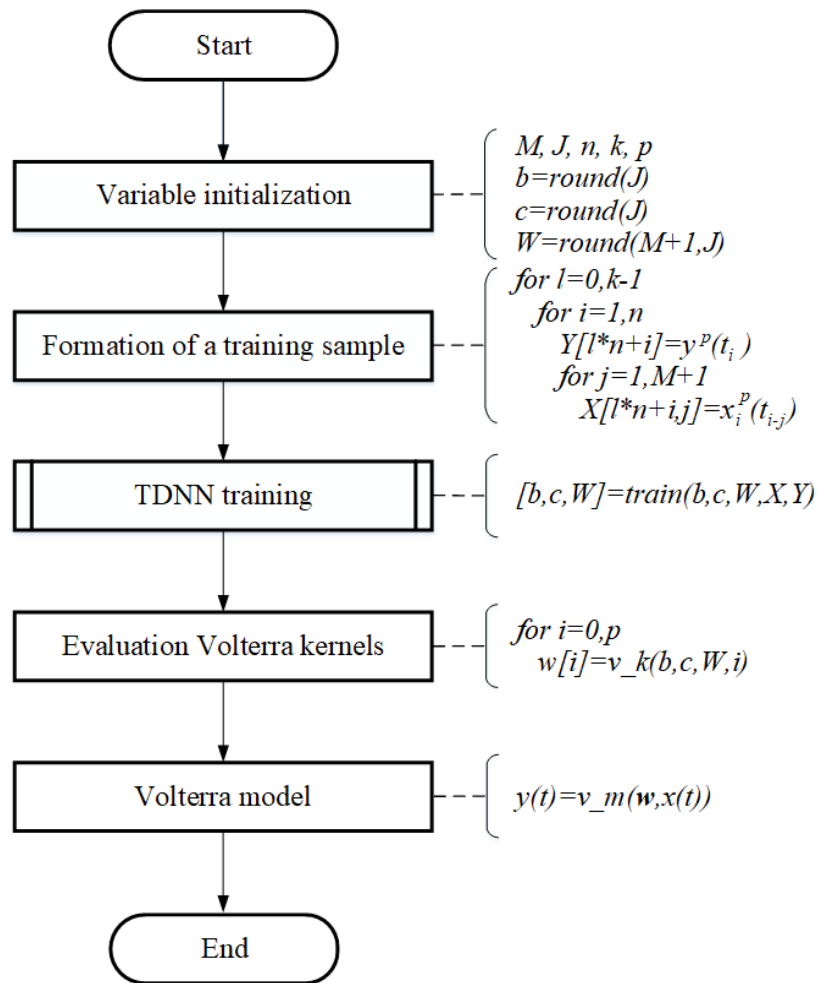 Start
Variable initialization
M, J, n, k, p
b=round(J)
c=round(J)
W=round(M+1,J)
Formation of a training sample
for l=0,k-1
for i=1,n
Y[l*n+i]=y^p(t_i)
for j=1,M+1
X[l*n+i,j]=x_i^p(t_{i-j})
TDNN training
[b,c,W]=train(b,c,W,X,Y)
Evaluation Volterra kernels
for i=0,p
w[i]=v_k(b,c,W,i)
Volterra model
y(t)=v_m(w,x(t))
End